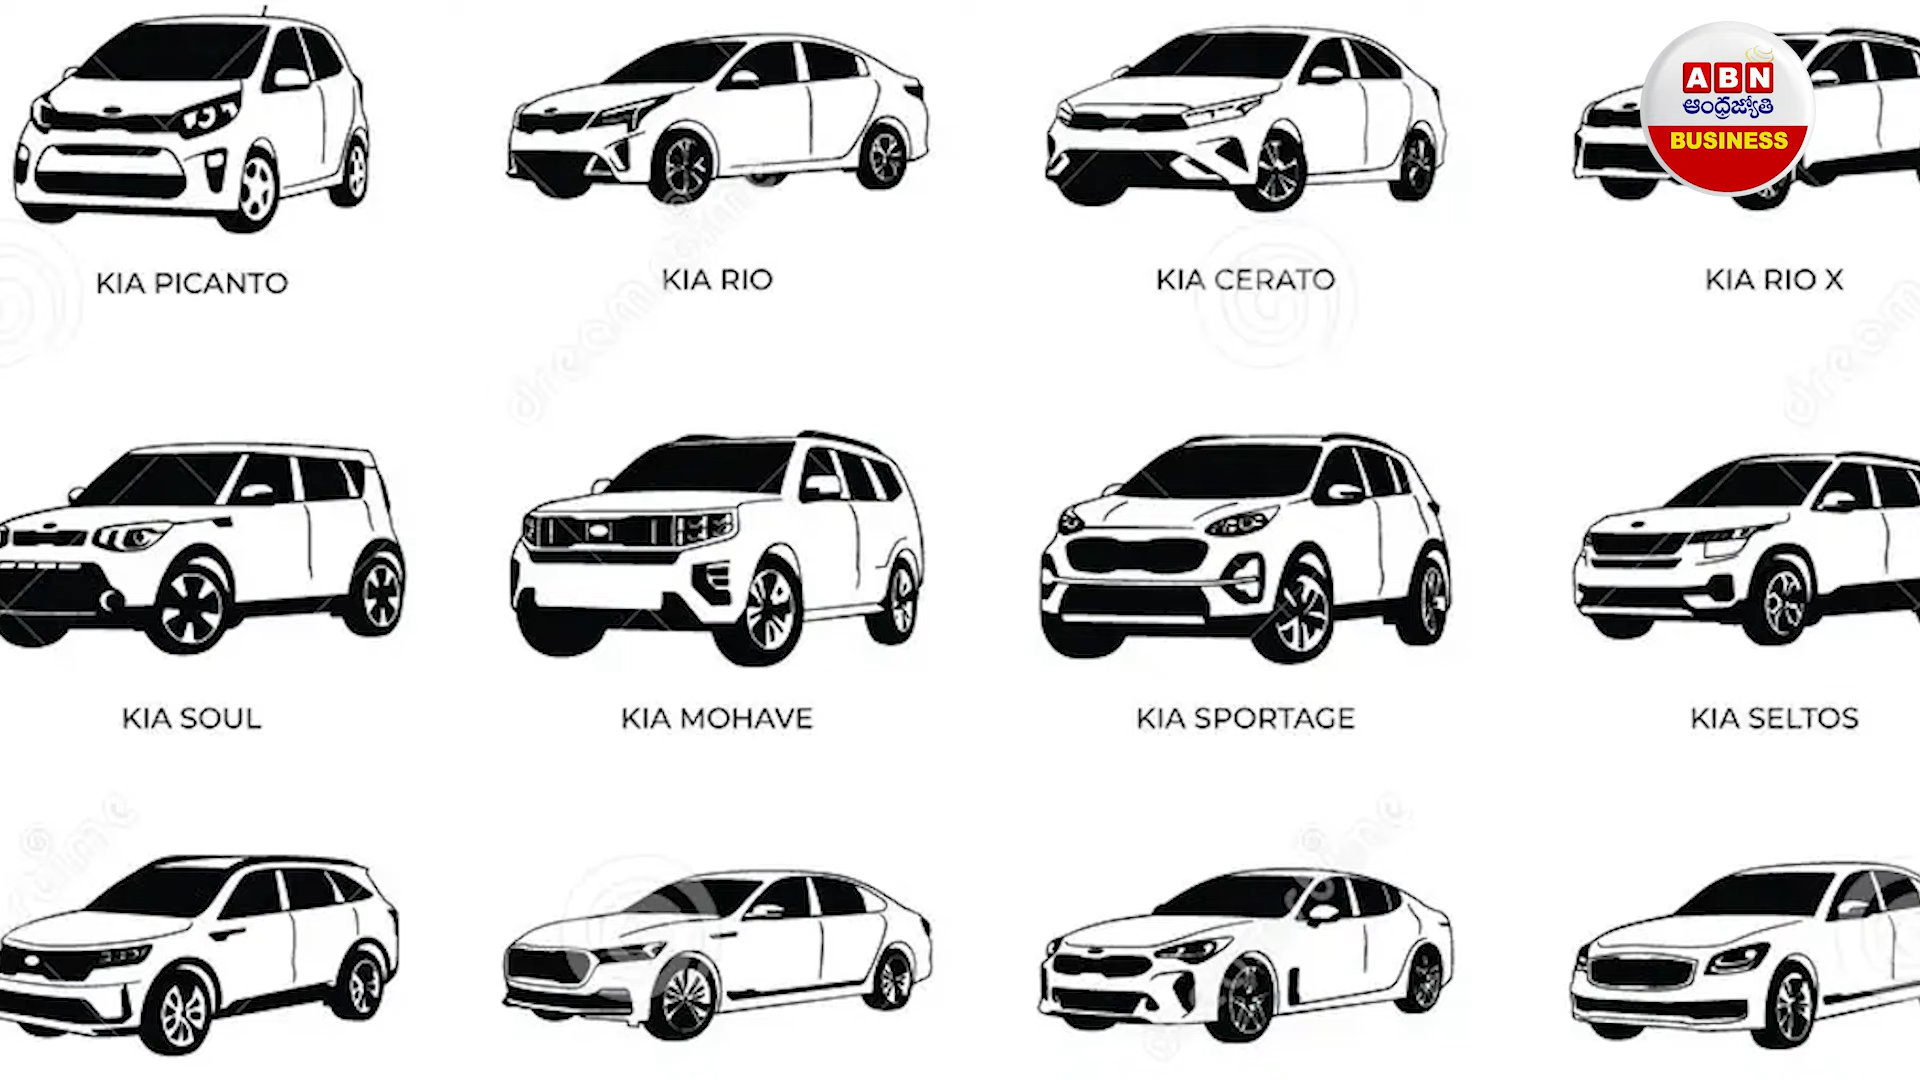 ABN
ఆంధ్రజ్యోతి
BUSINESS
KIA PICANTO
KIA RIO
KIA CERATO
KIA RIO X
KIA SOUL
KIA MOHAVE
KIA SPORTAGE
KIA SELTOS